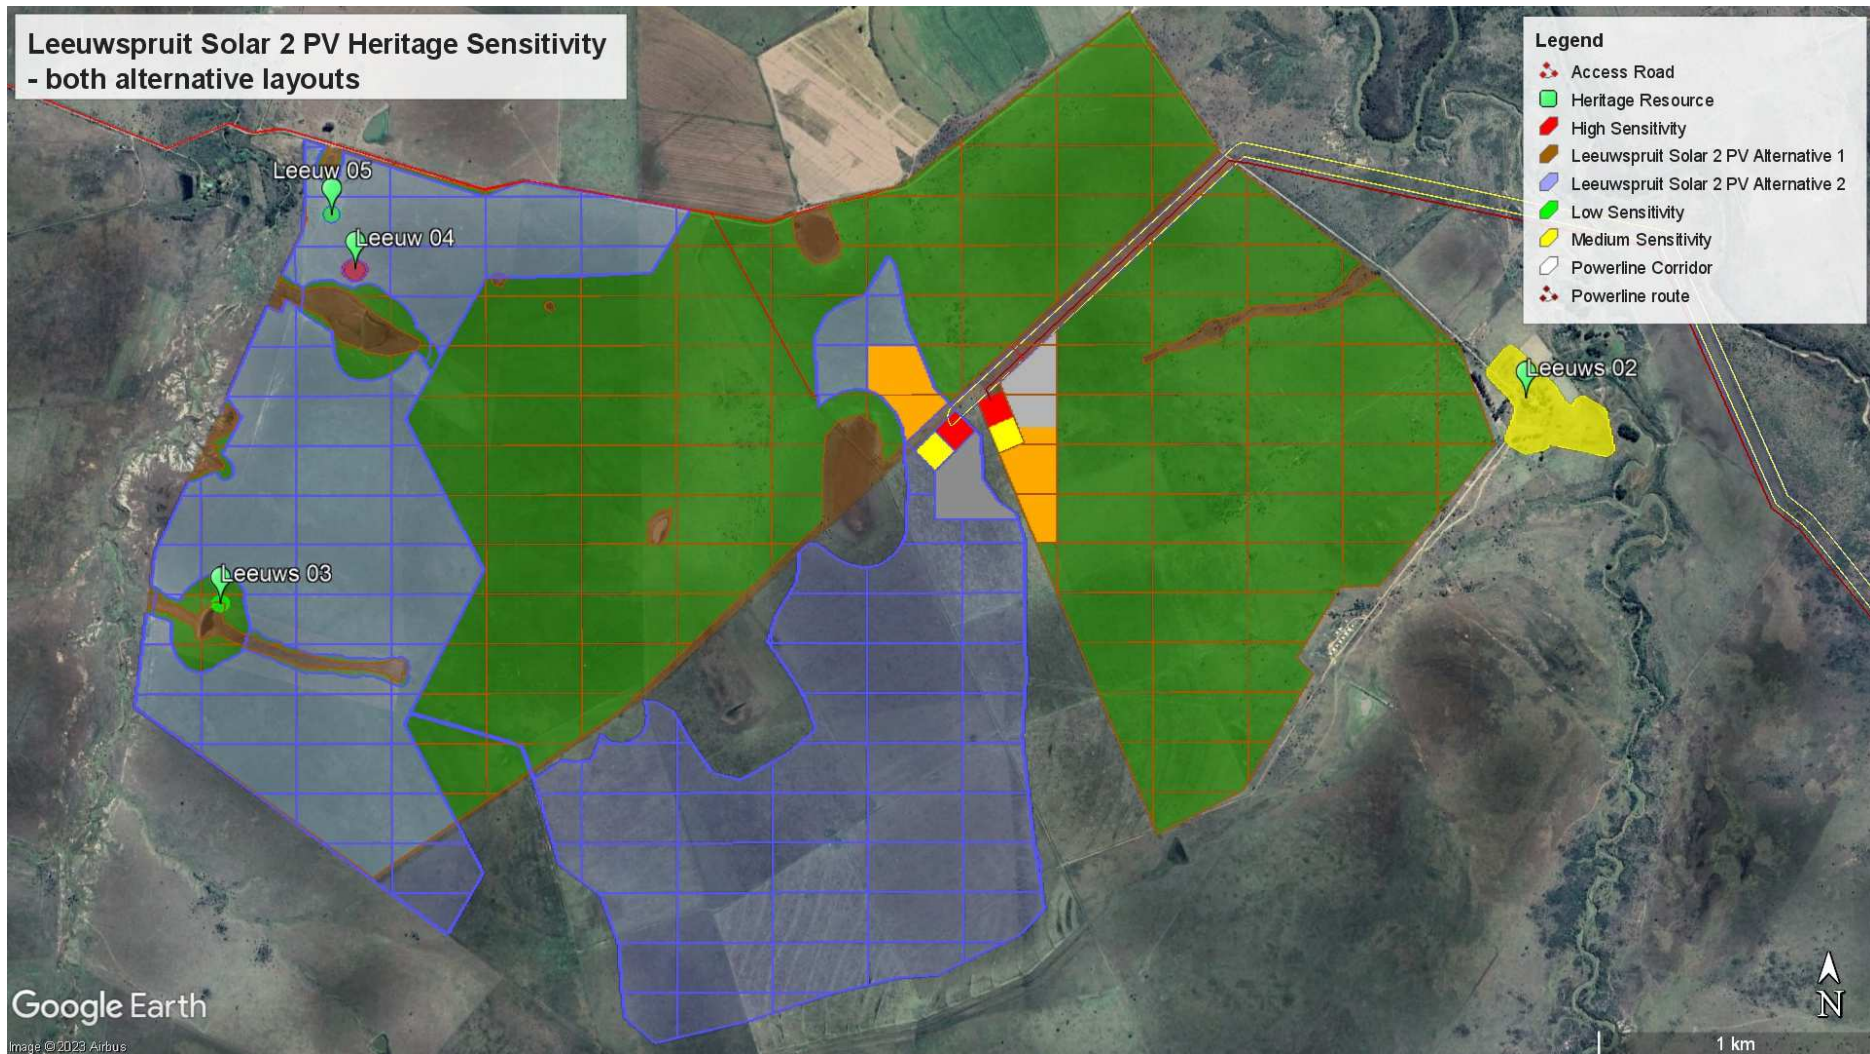 Leeuwspruit Solar 2 PV Heritage Sensitivity
- both alternative layouts
Legend
Access Road
Heritage Resource
High Sensitivity
Leeuwspruit Solar 2 PV Alternative 1
Leeuwspruit Solar 2 PV Alternative 2
Low Sensitivity
Medium Sensitivity
Powerline Corridor
Powerline route
Leeuw 05
Leeuw 04
Leeuws 02
Leeuws 03
Google Earth
Image © 2023 Airbus
N
1 km